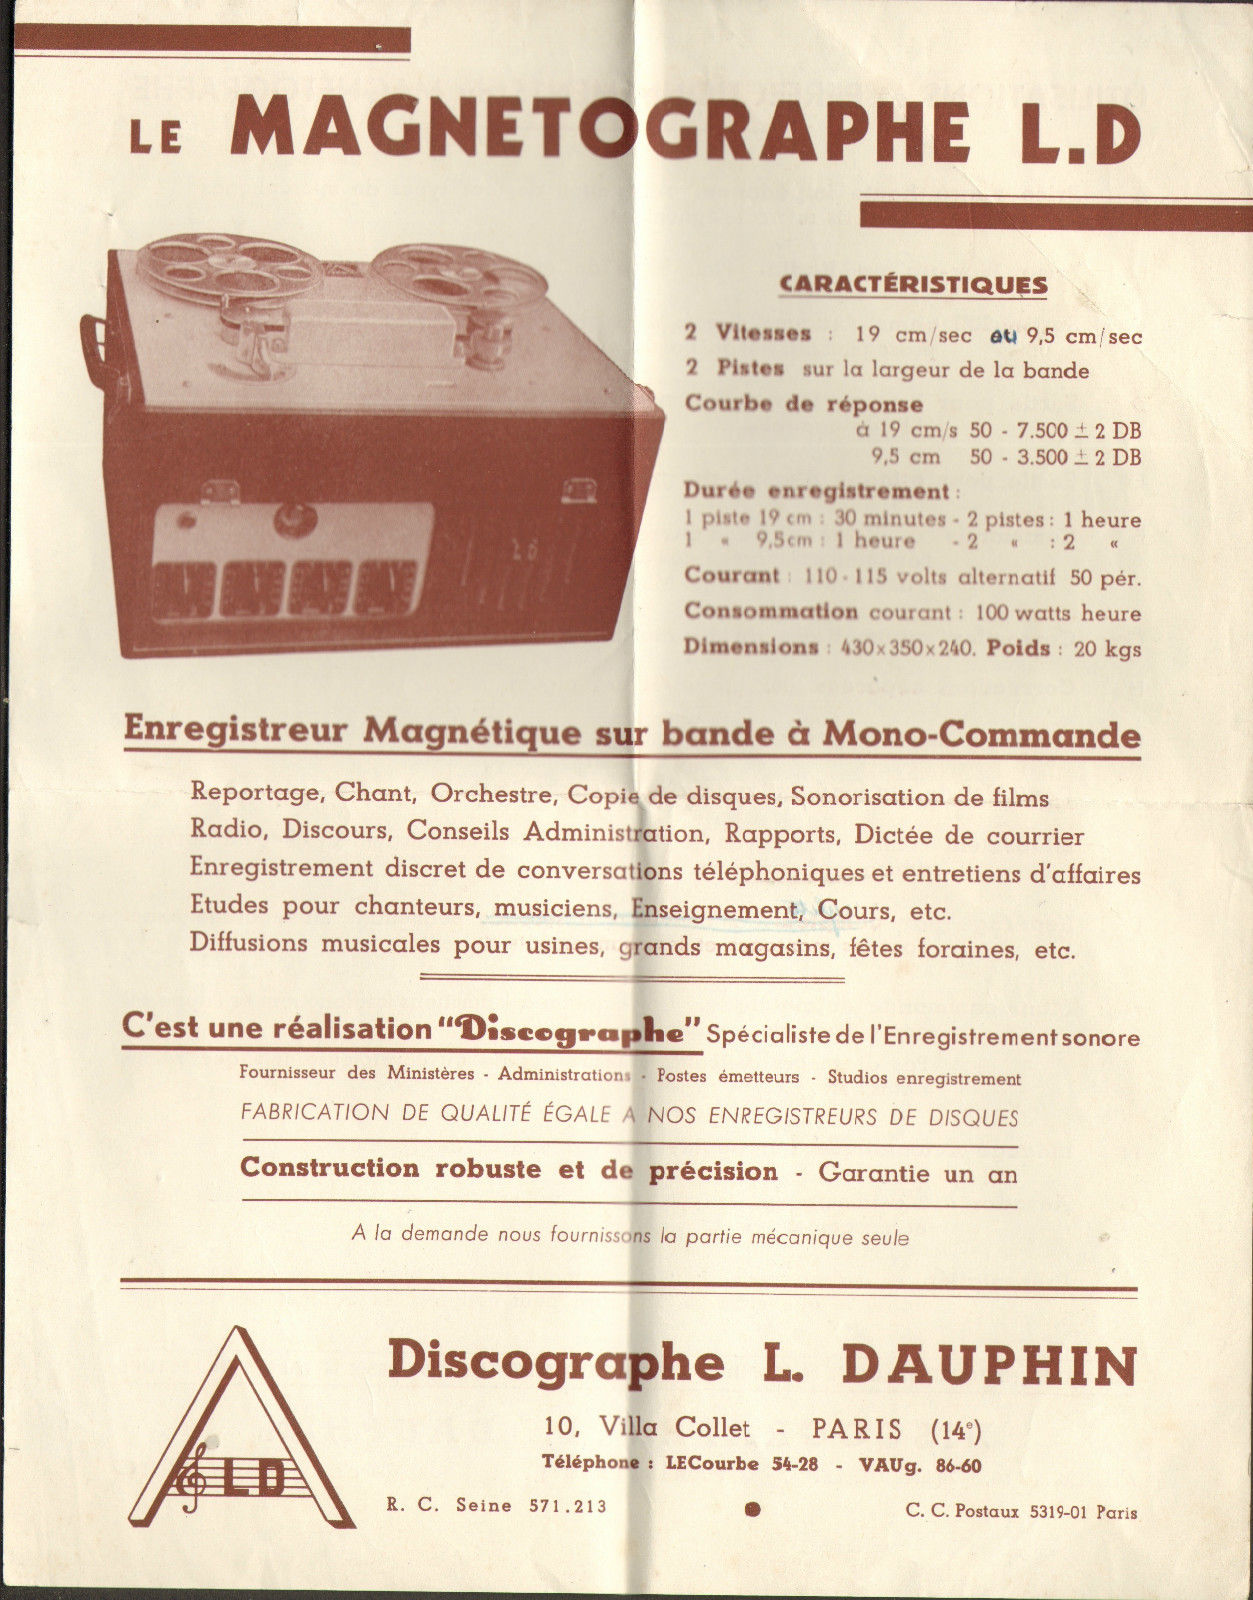 LE MAGNETOGRAPHE L.D
CARACTÉRISTIQUES
2 Vitesses : 19 cm/sec ou 9,5 cm/sec
2 Pistes sur la largeur de la bande
Courbe de réponse
à 19 cm/s 50 - 7.500 ± 2 DB
9,5 cm 50 - 3.500 ± 2 DB
Durée enregistrement :
1 piste 19 cm : 30 minutes - 2 pistes : 1 heure
1 « 9,5cm : 1 heure - 2 « : 2 «
Courant : 110-115 volts alternatif 50 pér.
Consommation courant : 100 watts heure
Dimensions : 430×350×240. Poids : 20 kgs
Enregistreur Magnétique sur bande à Mono-Commande
Reportage, Chant, Orchestre, Copie de disques, Sonorisation de films
Radio, Discours, Conseils Administration, Rapports, Dictée de courrier
Enregistrement discret de conversations téléphoniques et entretiens d'affaires
Etudes pour chanteurs, musiciens, Enseignement, Cours, etc.
Diffusions musicales pour usines, grands magasins, fêtes foraines, etc.
C'est une réalisation "Discographe" Spécialiste de l'Enregistrement sonore
Fournisseur des Ministères - Administrations - Postes émetteurs - Studios enregistrement
FABRICATION DE QUALITÉ ÉGALE A NOS ENREGISTREURS DE DISQUES
Construction robuste et de précision - Garantie un an
A la demande nous fournissons la partie mécanique seule
Discographe L. DAUPHIN
10, Villa Collet - PARIS (14e)
Téléphone : LECourbe 54-28 - VAUg. 86-60
LD
R. C. Seine 571.213 ● C. C. Postaux 5319-01 Paris